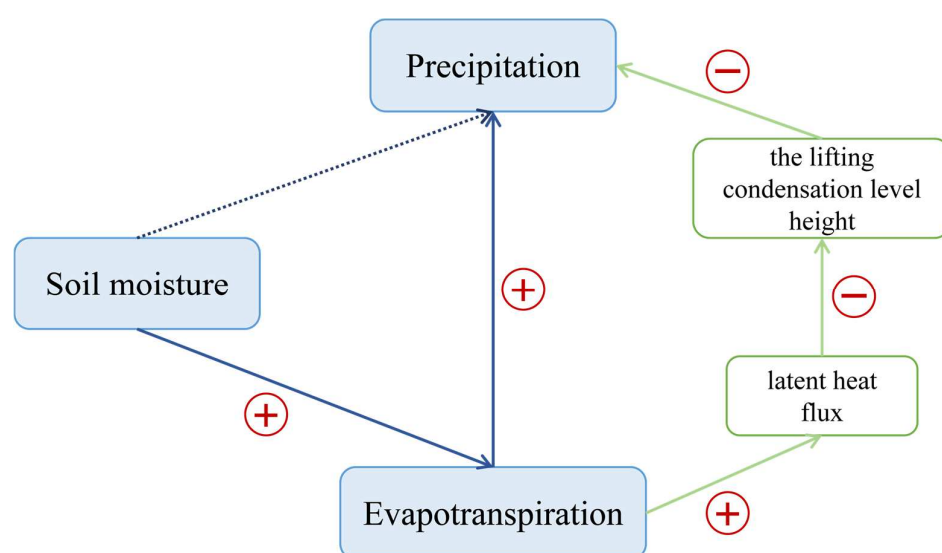 Precipitation
−
the lifting
condensation level
height
Soil moisture
+
−
latent heat
flux
+
Evapotranspiration
+